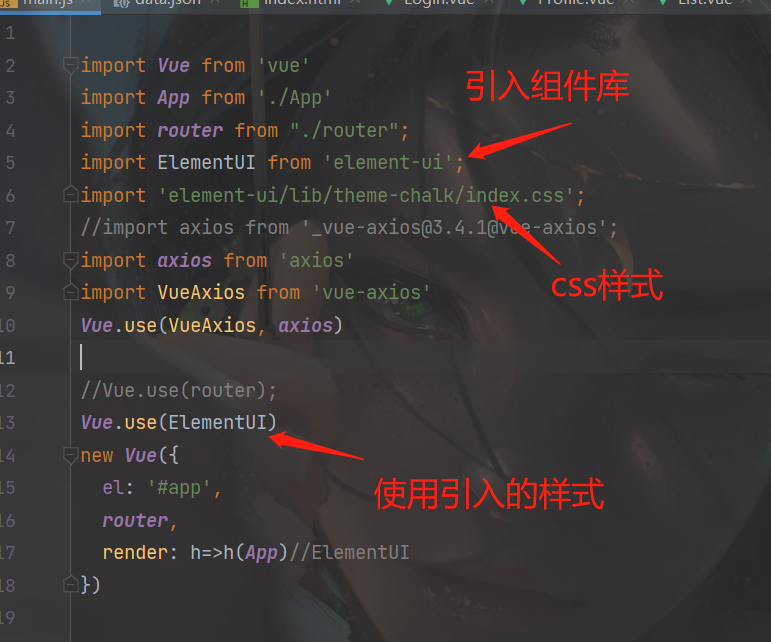 main.js data.json index.html Login.vue Profile.vue List.vue
1
2 import Vue from 'vue'
3 import App from './App'
引入组件库
4 import router from "./router";
5 import ElementUI from 'element-ui';
6 import 'element-ui/lib/theme-chalk/index.css';
7 //import axios from '_vue-axios@3.4.1@vue-axios';
8 import axios from 'axios'
css样式
9 import VueAxios from 'vue-axios'
10 Vue.use(VueAxios, axios)
11
12 //Vue.use(router);
13 Vue.use(ElementUI)
14 new Vue({
15 el: '#app',
使用引入的样式
16 router,
17 render: h=>h(App)//ElementUI
18 })
19